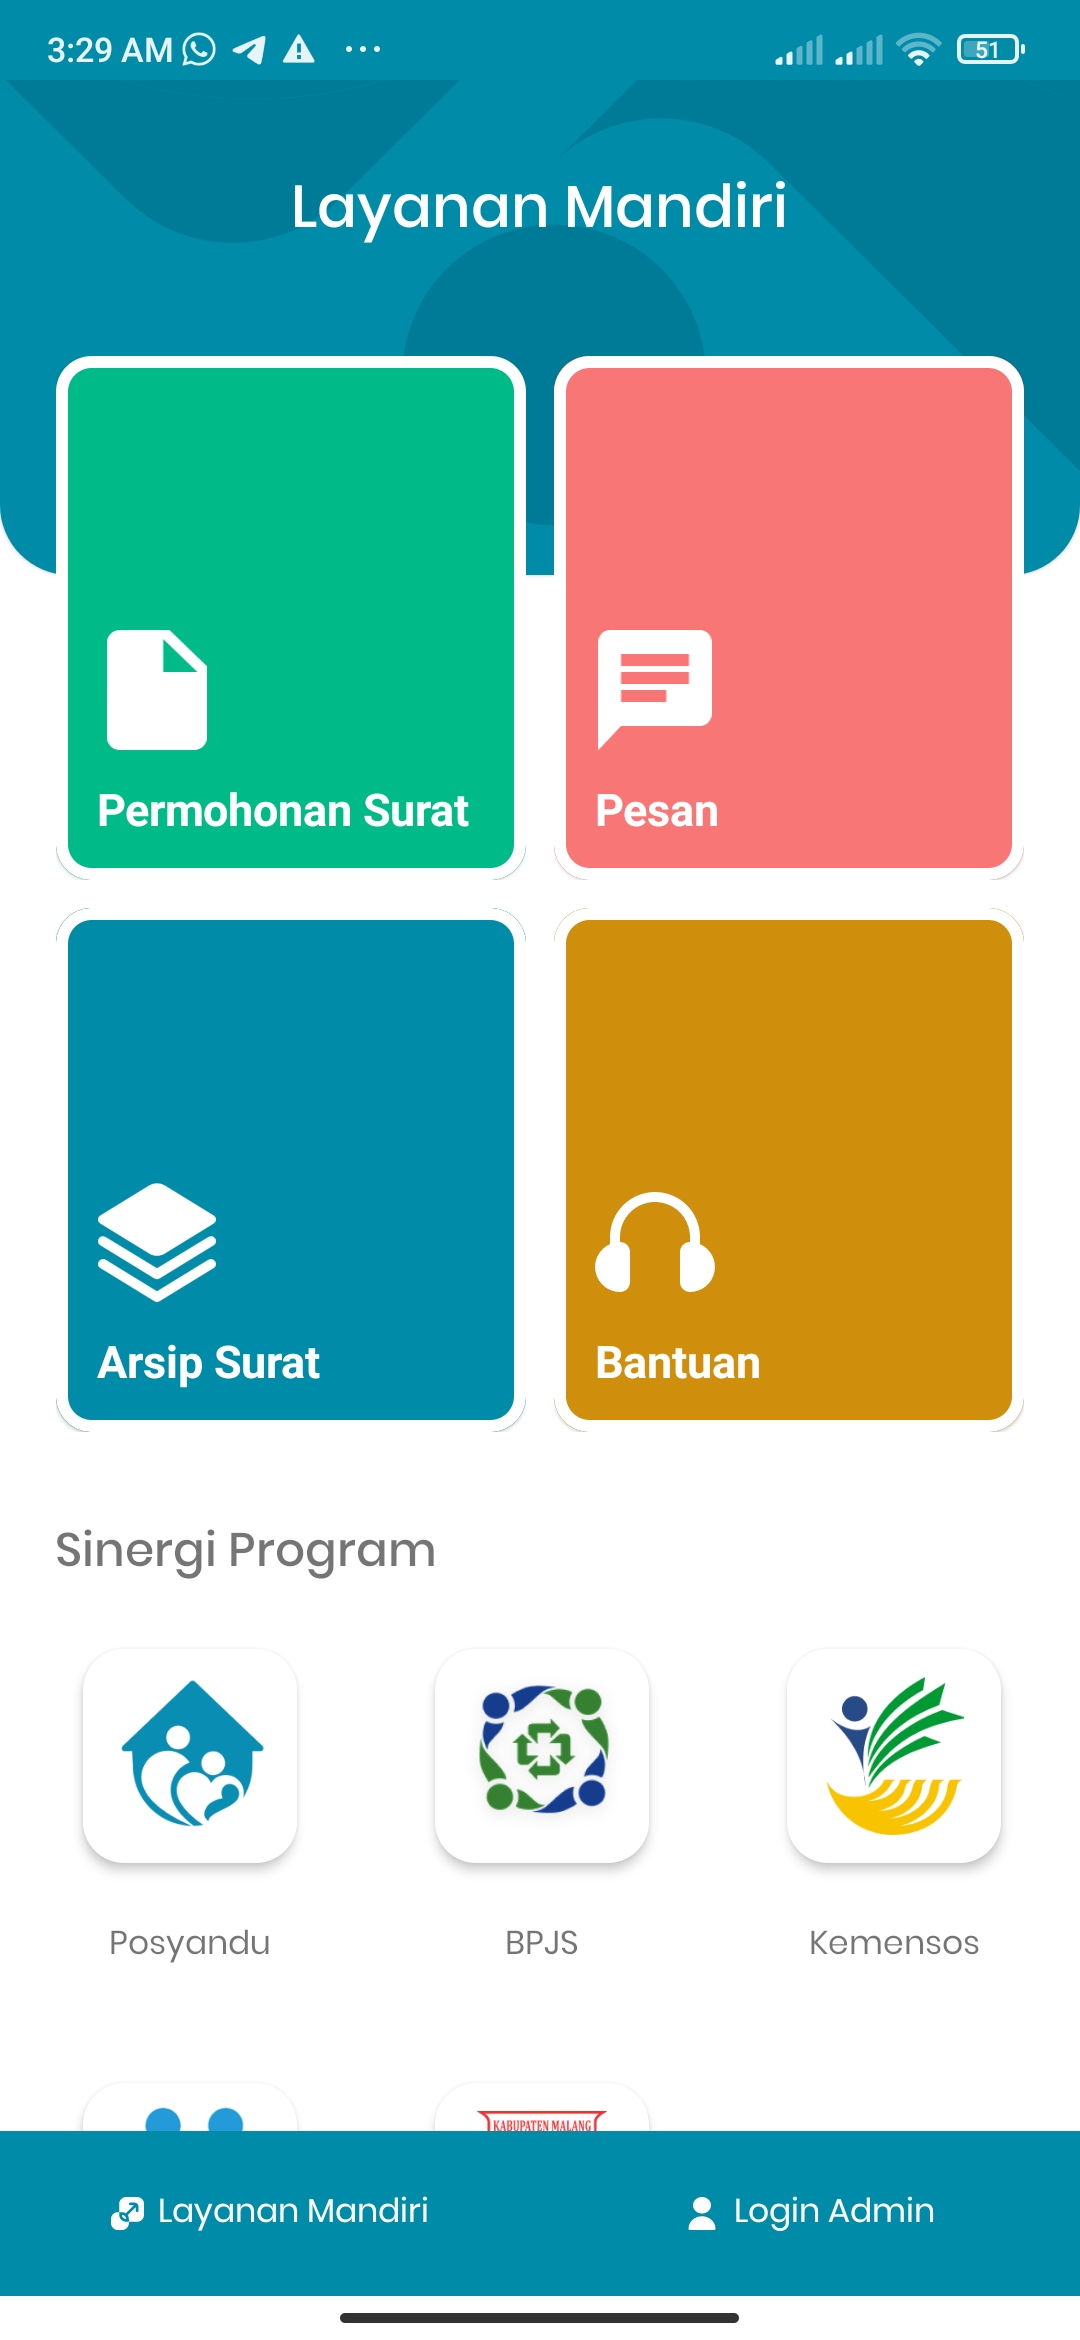 3:29 AM
51
Layanan Mandiri
Permohonan Surat
Pesan
Arsip Surat
Bantuan
Sinergi Program
Posyandu
BPJS
Kemensos
KABUPATEN MALANG
Layanan Mandiri
Login Admin